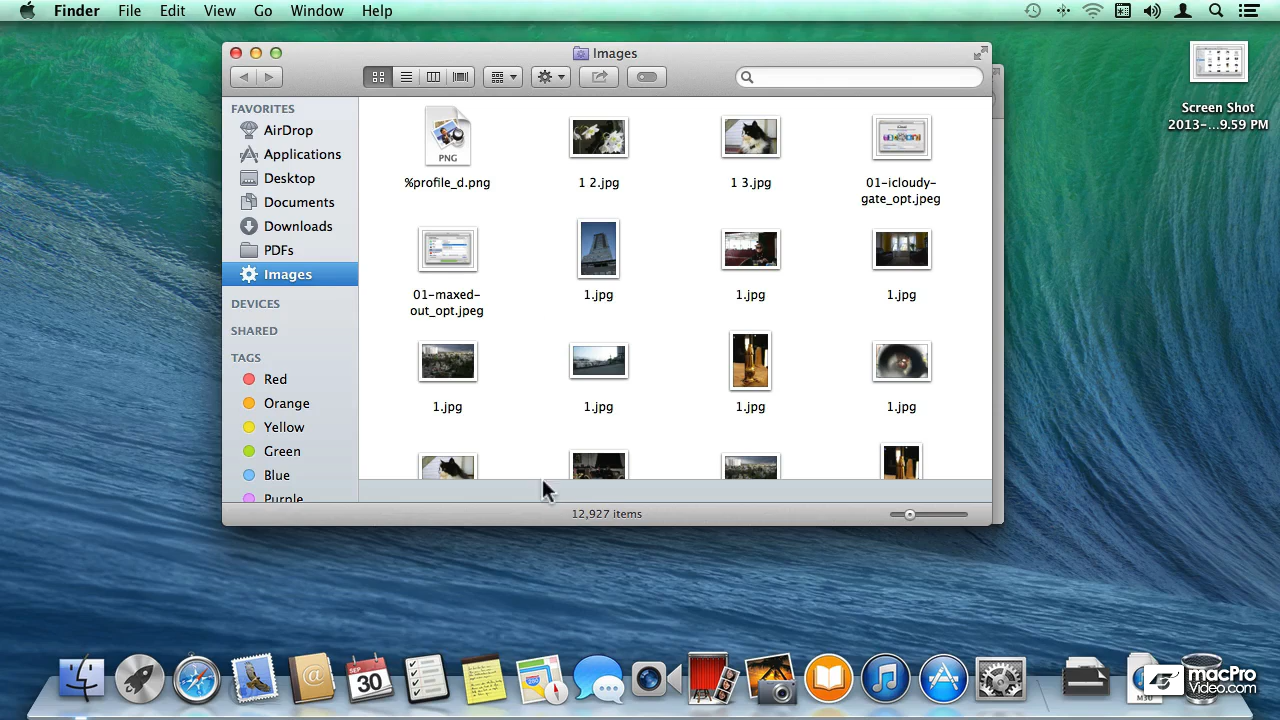 Finder File Edit View Go Window Help
Images
FAVORITES
AirDrop
Applications
Desktop
Documents
Downloads
PDFs
Images
DEVICES
SHARED
TAGS
Red
Orange
Yellow
Green
Blue
Purple
PNG
%profile_d.png
1 2.jpg
1 3.jpg
01-icloudy-
gate_opt.jpeg
01-maxed-
out_opt.jpeg
1.jpg
1.jpg
1.jpg
1.jpg
1.jpg
1.jpg
1.jpg
12,927 items
Screen Shot
2013-...9.59 PM
SEP
30
macPro
Video.com